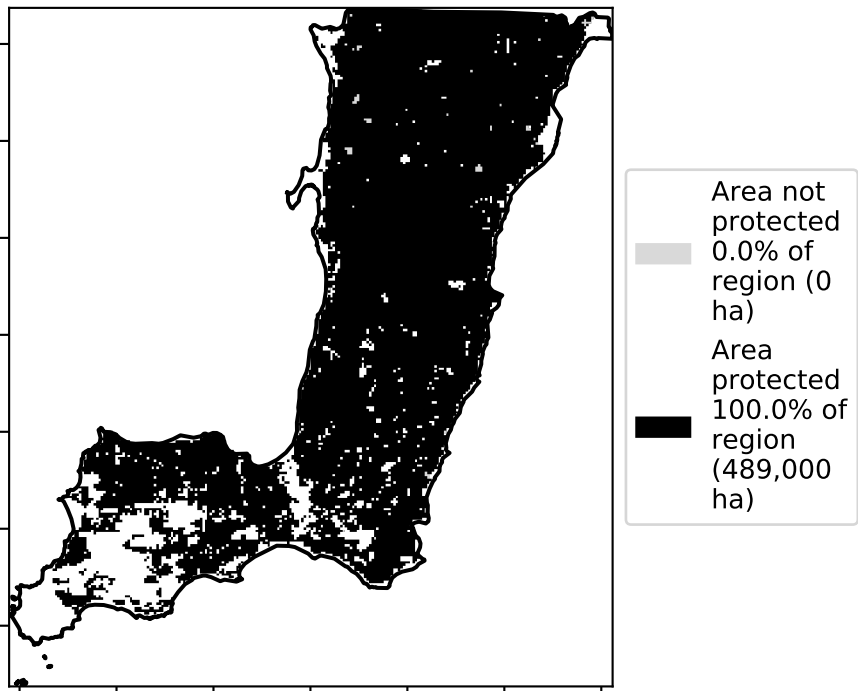 Area not
protected
0.0% of
region (0
ha)
Area
protected
100.0% of
region
(489,000
ha)